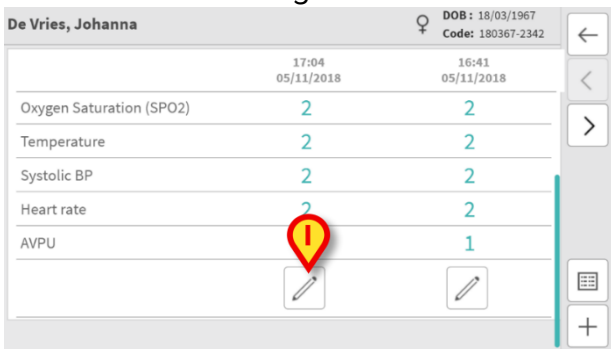 De Vries, Johanna
DOB : 18/03/1967
Code: 180367-2342
17:04 16:41
05/11/2018 05/11/2018
Oxygen Saturation (SPO2) 2 2
Temperature 2 2
Systolic BP 2 2
Heart rate 2 2
AVPU 1
I